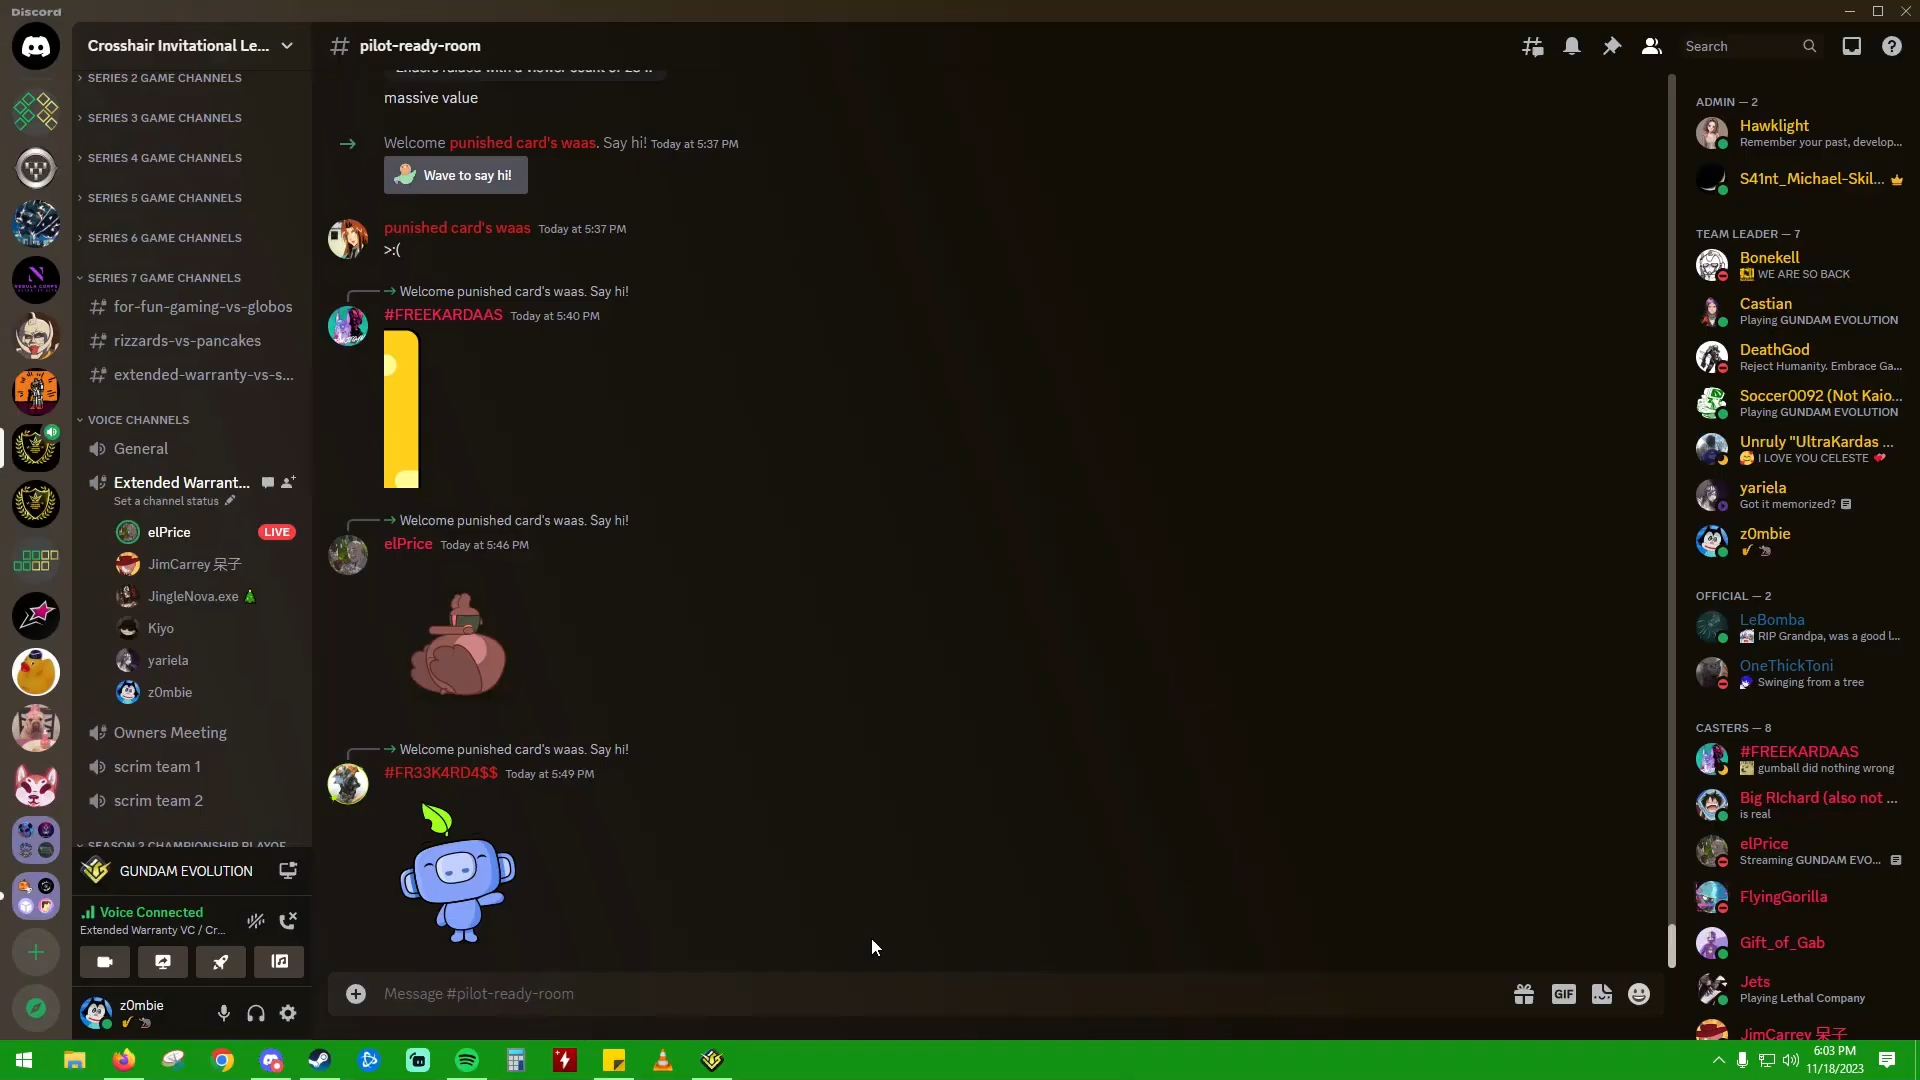 Discord
Crosshair Invitational Le...
SERIES 2 GAME CHANNELS
SERIES 3 GAME CHANNELS
SERIES 4 GAME CHANNELS
SERIES 5 GAME CHANNELS
SERIES 6 GAME CHANNELS
SERIES 7 GAME CHANNELS
for-fun-gaming-vs-globos
rizzards-vs-pancakes
extended-warranty-vs-s...
VOICE CHANNELS
General
Extended Warrant...
Set a channel status
elPrice LIVE
JimCarrey 呆子
JingleNova.exe
Kiyo
yariela
z0mbie
Owners Meeting
scrim team 1
scrim team 2
SEASON 2 CHAMPIONSHIP PLAYOF
GUNDAM EVOLUTION
Voice Connected
Extended Warranty VC / Cr...
z0mbie
pilot-ready-room
Search
massive value
Welcome punished card's waas. Say hi! Today at 5:37 PM
Wave to say hi!
punished card's waas Today at 5:37 PM
>:(
Welcome punished card's waas. Say hi!
#FREEKARDAAS Today at 5:40 PM
Welcome punished card's waas. Say hi!
elPrice Today at 5:46 PM
Welcome punished card's waas. Say hi!
#FR33K4RD4$$ Today at 5:49 PM
Message #pilot-ready-room
GIF
ADMIN — 2
Hawklight
Remember your past, develop...
S41nt_Michael-Skil...
TEAM LEADER — 7
Bonekell
WE ARE SO BACK
Castian
Playing GUNDAM EVOLUTION
DeathGod
Reject Humanity. Embrace Ga...
Soccer0092 (Not Kaio...
Playing GUNDAM EVOLUTION
Unruly "UltraKardas ...
I LOVE YOU CELESTE
yariela
Got it memorized?
z0mbie
OFFICIAL — 2
LeBomba
RIP Grandpa, was a good l...
OneThickToni
Swinging from a tree
CASTERS — 8
#FREEKARDAAS
gumball did nothing wrong
Big RIchard (also not ...
is real
elPrice
Streaming GUNDAM EVO...
FlyingGorilla
Gift_of_Gab
Jets
Playing Lethal Company
JimCarrey 呆子
6:03 PM
11/18/2023